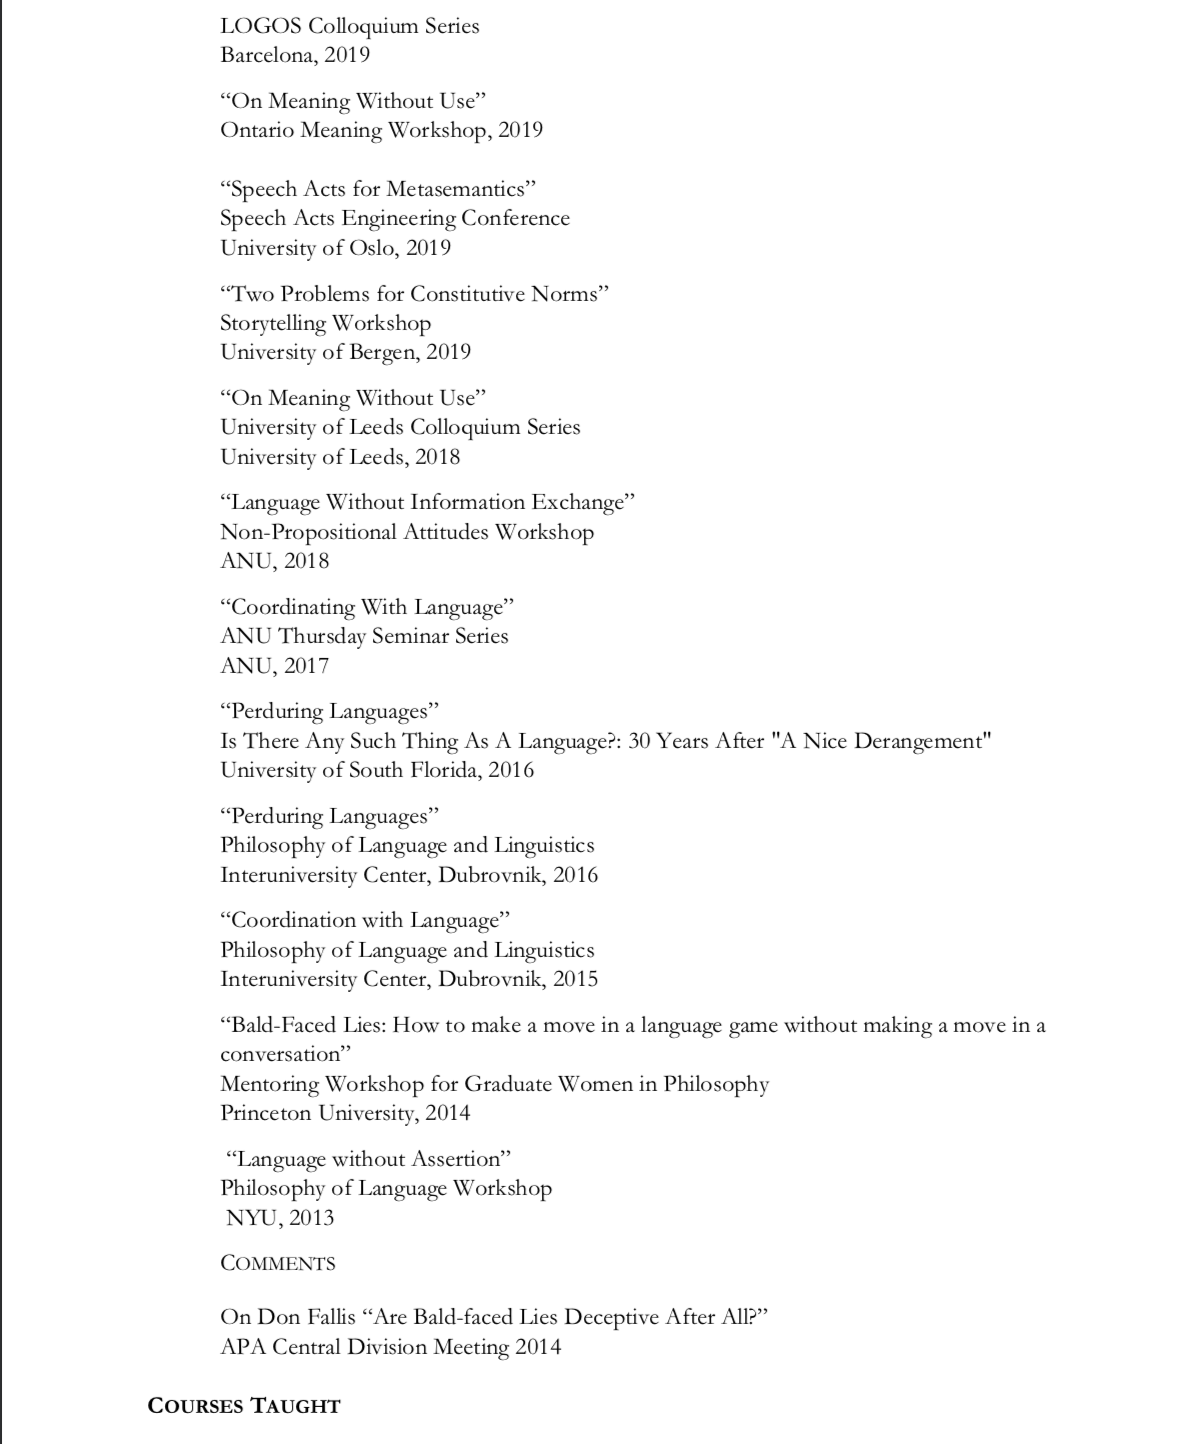 LOGOS Colloquium Series
Barcelona, 2019
“On Meaning Without Use”
Ontario Meaning Workshop, 2019
“Speech Acts for Metasemantics”
Speech Acts Engineering Conference
University of Oslo, 2019
“Two Problems for Constitutive Norms”
Storytelling Workshop
University of Bergen, 2019
“On Meaning Without Use”
University of Leeds Colloquium Series
University of Leeds, 2018
“Language Without Information Exchange”
Non-Propositional Attitudes Workshop
ANU, 2018
“Coordinating With Language”
ANU Thursday Seminar Series
ANU, 2017
“Perduring Languages”
Is There Any Such Thing As A Language?: 30 Years After "A Nice Derangement"
University of South Florida, 2016
“Perduring Languages”
Philosophy of Language and Linguistics
Interuniversity Center, Dubrovnik, 2016
“Coordination with Language”
Philosophy of Language and Linguistics
Interuniversity Center, Dubrovnik, 2015
“Bald-Faced Lies: How to make a move in a language game without making a move in a
conversation”
Mentoring Workshop for Graduate Women in Philosophy
Princeton University, 2014
“Language without Assertion”
Philosophy of Language Workshop
NYU, 2013
COMMENTS
On Don Fallis “Are Bald-faced Lies Deceptive After All?”
APA Central Division Meeting 2014
COURSES TAUGHT